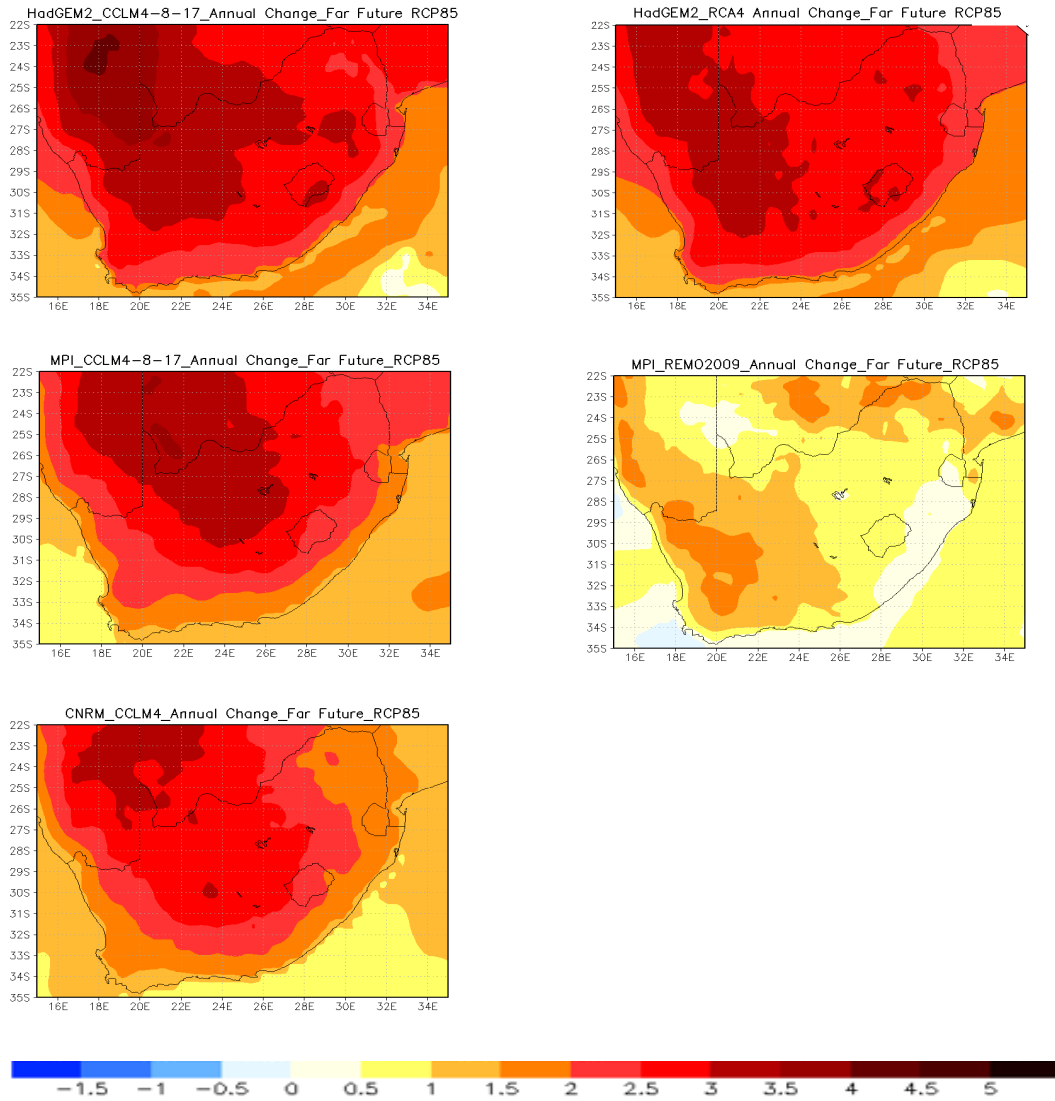 HadGEM2_CCLM4-8-17_Annual Change_Far Future_RCP85
22S
24S
25S
26S
27S
28S
29S
30S
31S
32S
33S
34S
35S
16E 18E 20E 22E 24E 26E 28E 30E 32E 34E
HadGEM2_RCA4 Annual Change_Far Future RCP85
22S
23S
24S
25S
26S
27S
28S
29S
30S
31S
32S
33S
34S
35S
16E 18E 20E 22E 24E 26E 28E 30E 32E 34E
MPI_CCLM4-8-17_Annual Change_Far Future_RCP85
22S
23S
24S
25S
26S
27S
28S
29S
30S
31S
32S
33S
34S
35S
16E 18E 20E 22E 24E 26E 28E 30E 32E 34E
MPI_REMO2009_Annual Change_Far Future_RCP85
22S
23S
24S
25S
26S
27S
28S
29S
30S
31S
32S
33S
34S
35S
16E 18E 20E 22E 24E 26E 28E 30E 32E 34E
CNRM_CCLM4_Annual Change_Far Future_RCP85
22S
23S
24S
25S
26S
27S
28S
29S
30S
31S
32S
33S
34S
35S
16E 18E 20E 22E 24E 26E 28E 30E 32E 34E
-1.5 -1 -0.5 0 0.5 1 1.5 2 2.5 3 3.5 4 4.5 5